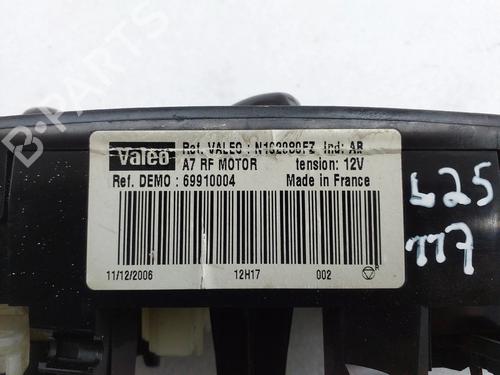 Valeo
Ref. VALEO : N102080FZ Ind: AR
A7 RF MOTOR tension: 12V
Ref. DEMO : 69910004 Made in France
11/12/2006 12H17 002
L25
777
B-PARTS